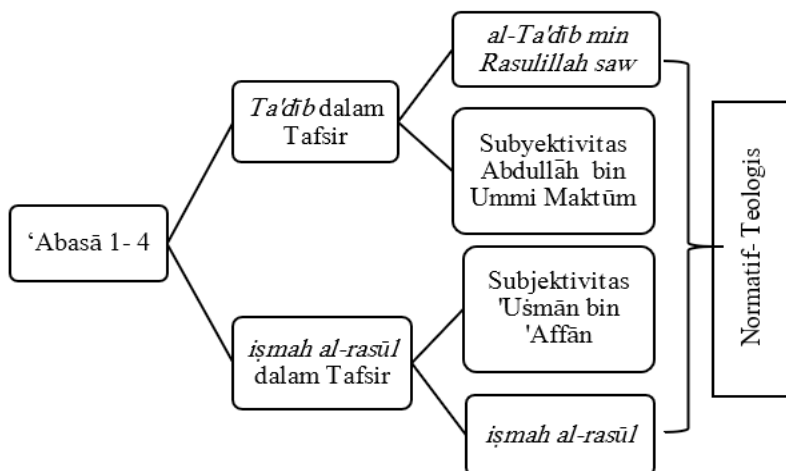 al-Ta'dīb min
Rasulillah saw
Ta'dīb dalam
Tafsir
Subyektivitas
Abdullāh bin
Ummi Maktūm
‘Abasā 1- 4
Subjektivitas
'Uṡmān bin
'Affān
iṣmah al-rasūl
dalam Tafsir
iṣmah al-rasūl
Normatif- Teologis